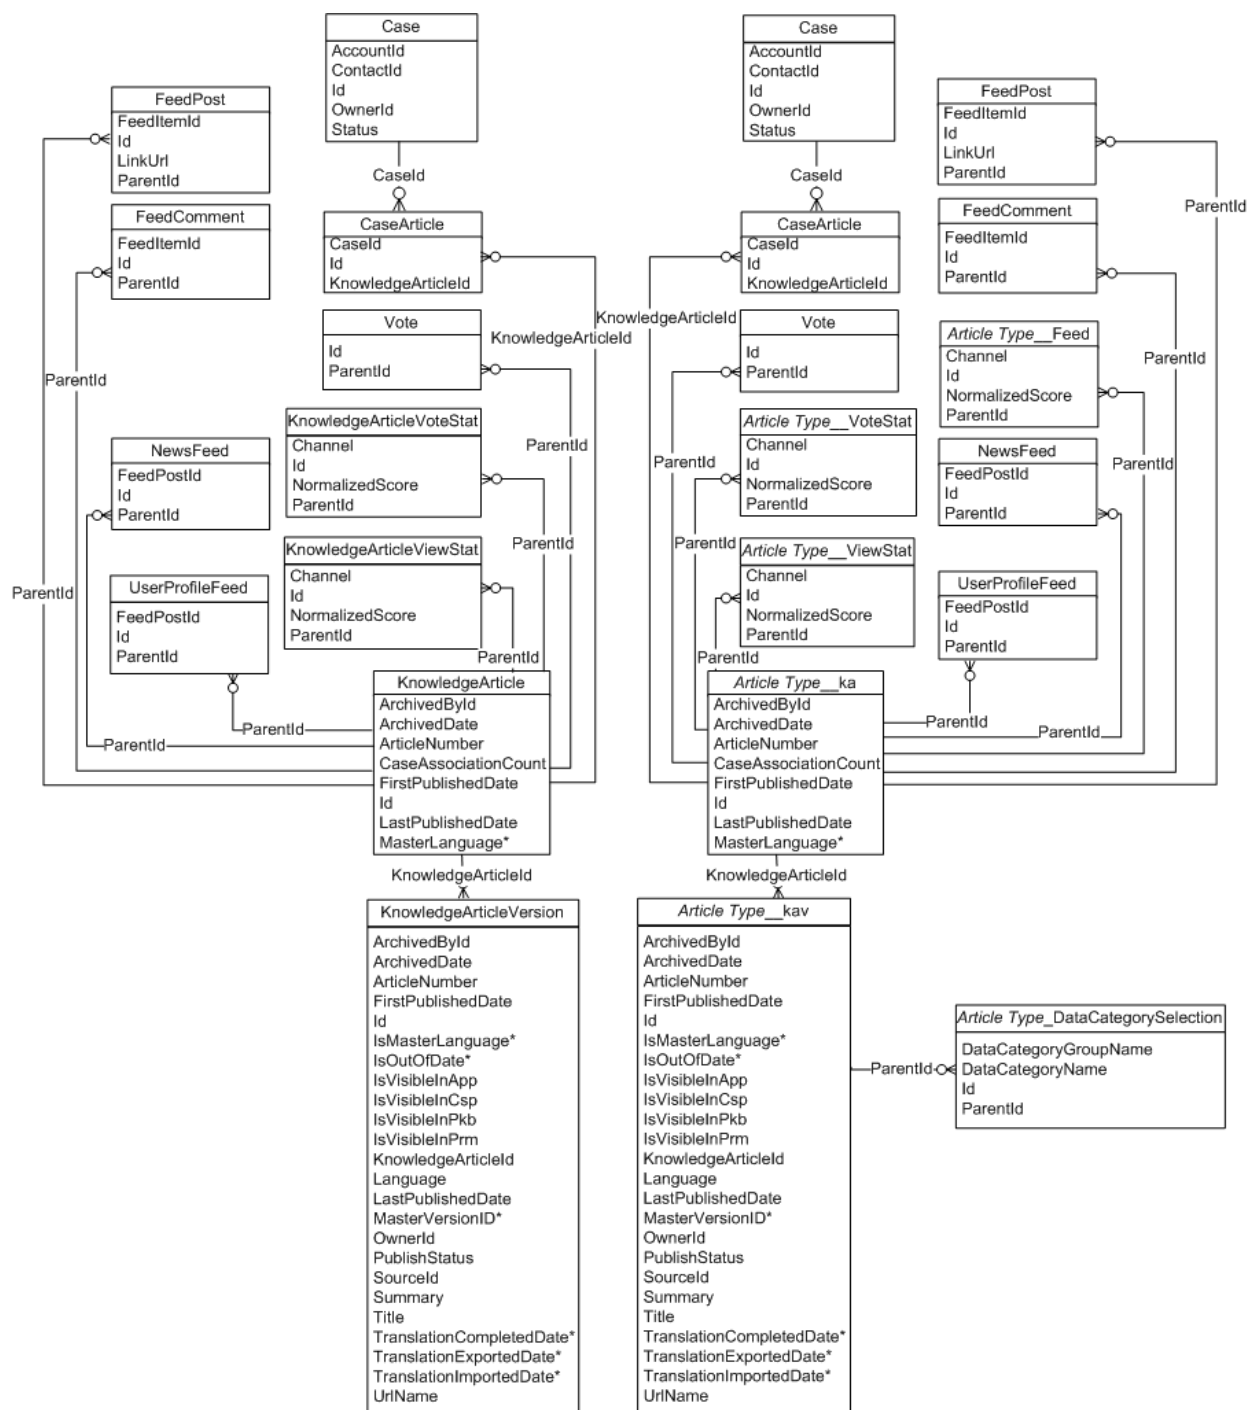 Case
AccountId
ContactId
Id
OwnerId
Status
CaseId
FeedPost
FeedItemId
Id
LinkUrl
ParentId
FeedComment
FeedItemId
Id
ParentId
CaseArticle
CaseId
Id
KnowledgeArticleId
KnowledgeArticleId
Vote
Id
ParentId
ParentId
KnowledgeArticleVoteStat
Channel
Id
NormalizedScore
ParentId
ParentId
NewsFeed
FeedPostId
Id
ParentId
ParentId
KnowledgeArticleViewStat
Channel
Id
NormalizedScore
ParentId
ParentId
UserProfileFeed
FeedPostId
Id
ParentId
ParentId
ParentId
ParentId
KnowledgeArticle
ArchivedById
ArchivedDate
ArticleNumber
CaseAssociationCount
FirstPublishedDate
Id
LastPublishedDate
MasterLanguage*
KnowledgeArticleId
KnowledgeArticleVersion
ArchivedById
ArchivedDate
ArticleNumber
FirstPublishedDate
Id
IsMasterLanguage*
IsOutOfDate*
IsVisibleInApp
IsVisibleInCsp
IsVisibleInPkb
IsVisibleInPrm
KnowledgeArticleId
Language
LastPublishedDate
MasterVersionID*
OwnerId
PublishStatus
SourceId
Summary
Title
TranslationCompletedDate*
TranslationExportedDate*
TranslationImportedDate*
UrlName
Case
AccountId
ContactId
Id
OwnerId
Status
CaseId
FeedPost
FeedItemId
Id
LinkUrl
ParentId
ParentId
FeedComment
FeedItemId
Id
ParentId
CaseArticle
CaseId
Id
KnowledgeArticleId
KnowledgeArticleId
Vote
Id
ParentId
Article Type__Feed
Channel
Id
NormalizedScore
ParentId
ParentId
Article Type__VoteStat
Channel
Id
NormalizedScore
ParentId
ParentId
ParentId
NewsFeed
FeedPostId
Id
ParentId
ParentId
Article Type__ViewStat
Channel
Id
NormalizedScore
ParentId
ParentId
UserProfileFeed
FeedPostId
Id
ParentId
ParentId
ParentId
Article Type__ka
ArchivedById
ArchivedDate
ArticleNumber
CaseAssociationCount
FirstPublishedDate
Id
LastPublishedDate
MasterLanguage*
KnowledgeArticleId
Article Type__kav
ArchivedById
ArchivedDate
ArticleNumber
FirstPublishedDate
Id
IsMasterLanguage*
IsOutOfDate*
IsVisibleInApp
IsVisibleInCsp
IsVisibleInPkb
IsVisibleInPrm
KnowledgeArticleId
Language
LastPublishedDate
MasterVersionID*
OwnerId
PublishStatus
SourceId
Summary
Title
TranslationCompletedDate*
TranslationExportedDate*
TranslationImportedDate*
UrlName
ParentId
Article Type_DataCategorySelection
DataCategoryGroupName
DataCategoryName
Id
ParentId